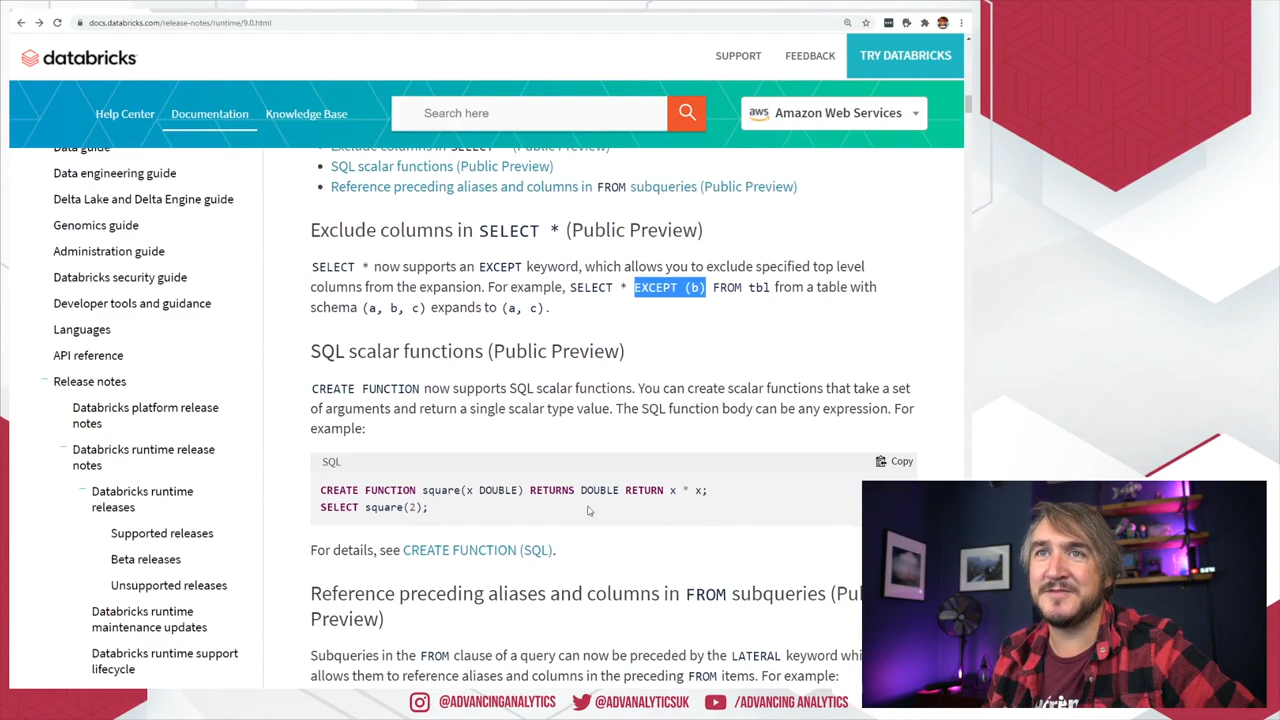 docs.databricks.com/release-notes/runtime/9.0.html
databricks
SUPPORT
FEEDBACK
TRY DATABRICKS
Help Center
Documentation
Knowledge Base
Search here
aws Amazon Web Services
Data guide
Data engineering guide
Delta Lake and Delta Engine guide
Genomics guide
Administration guide
Databricks security guide
Developer tools and guidance
Languages
API reference
Release notes
Databricks platform release
notes
Databricks runtime release
notes
Databricks runtime
releases
Supported releases
Beta releases
Unsupported releases
Databricks runtime
maintenance updates
Databricks runtime support
lifecycle
Exclude columns in SELECT * (Public Preview)
SQL scalar functions (Public Preview)
Reference preceding aliases and columns in FROM subqueries (Public Preview)
Exclude columns in SELECT * (Public Preview)
SELECT * now supports an EXCEPT keyword, which allows you to exclude specified top level
columns from the expansion. For example, SELECT * EXCEPT (b) FROM tbl from a table with
schema (a, b, c) expands to (a, c).
SQL scalar functions (Public Preview)
CREATE FUNCTION now supports SQL scalar functions. You can create scalar functions that take a set
of arguments and return a single scalar type value. The SQL function body can be any expression. For
example:
SQL
Copy
CREATE FUNCTION square(x DOUBLE) RETURNS DOUBLE RETURN x * x;
SELECT square(2);
For details, see CREATE FUNCTION (SQL).
Reference preceding aliases and columns in FROM subqueries (Pu
Preview)
Subqueries in the FROM clause of a query can now be preceded by the LATERAL keyword whi
allows them to reference aliases and columns in the preceding FROM items. For example:
@ADVANCINGANALYTICS
@ADVANALYTICSUK
/ADVANCING ANALYTICS